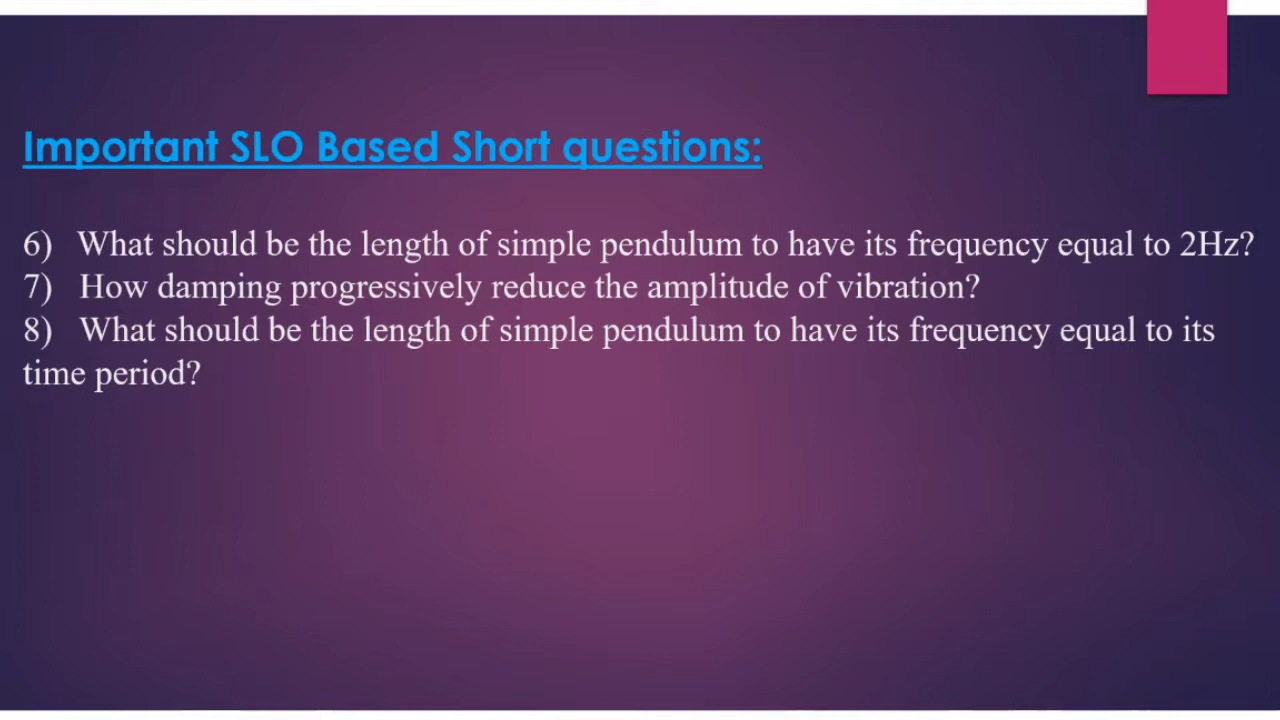 Important SLO Based Short questions:
6) What should be the length of simple pendulum to have its frequency equal to 2Hz?
7) How damping progressively reduce the amplitude of vibration?
8) What should be the length of simple pendulum to have its frequency equal to its
time period?